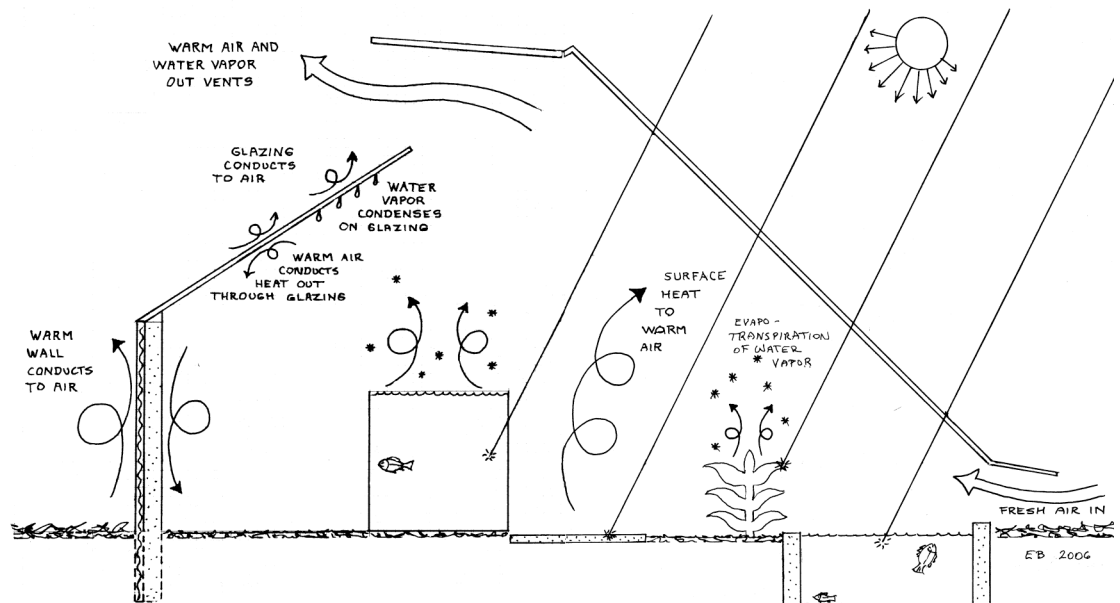 WARM AIR AND
WATER VAPOR
OUT VENTS
GLAZING
CONDUCTS
TO AIR
WATER
VAPOR
CONDENSES
ON GLAZING
WARM AIR
CONDUCTS
HEAT OUT
THROUGH GLAZING
WARM
WALL
CONDUCTS
TO AIR
SURFACE
HEAT
TO
WARM
AIR
EVAPO-
TRANSPIRATION
OF WATER
VAPOR
FRESH AIR IN
EB 2006